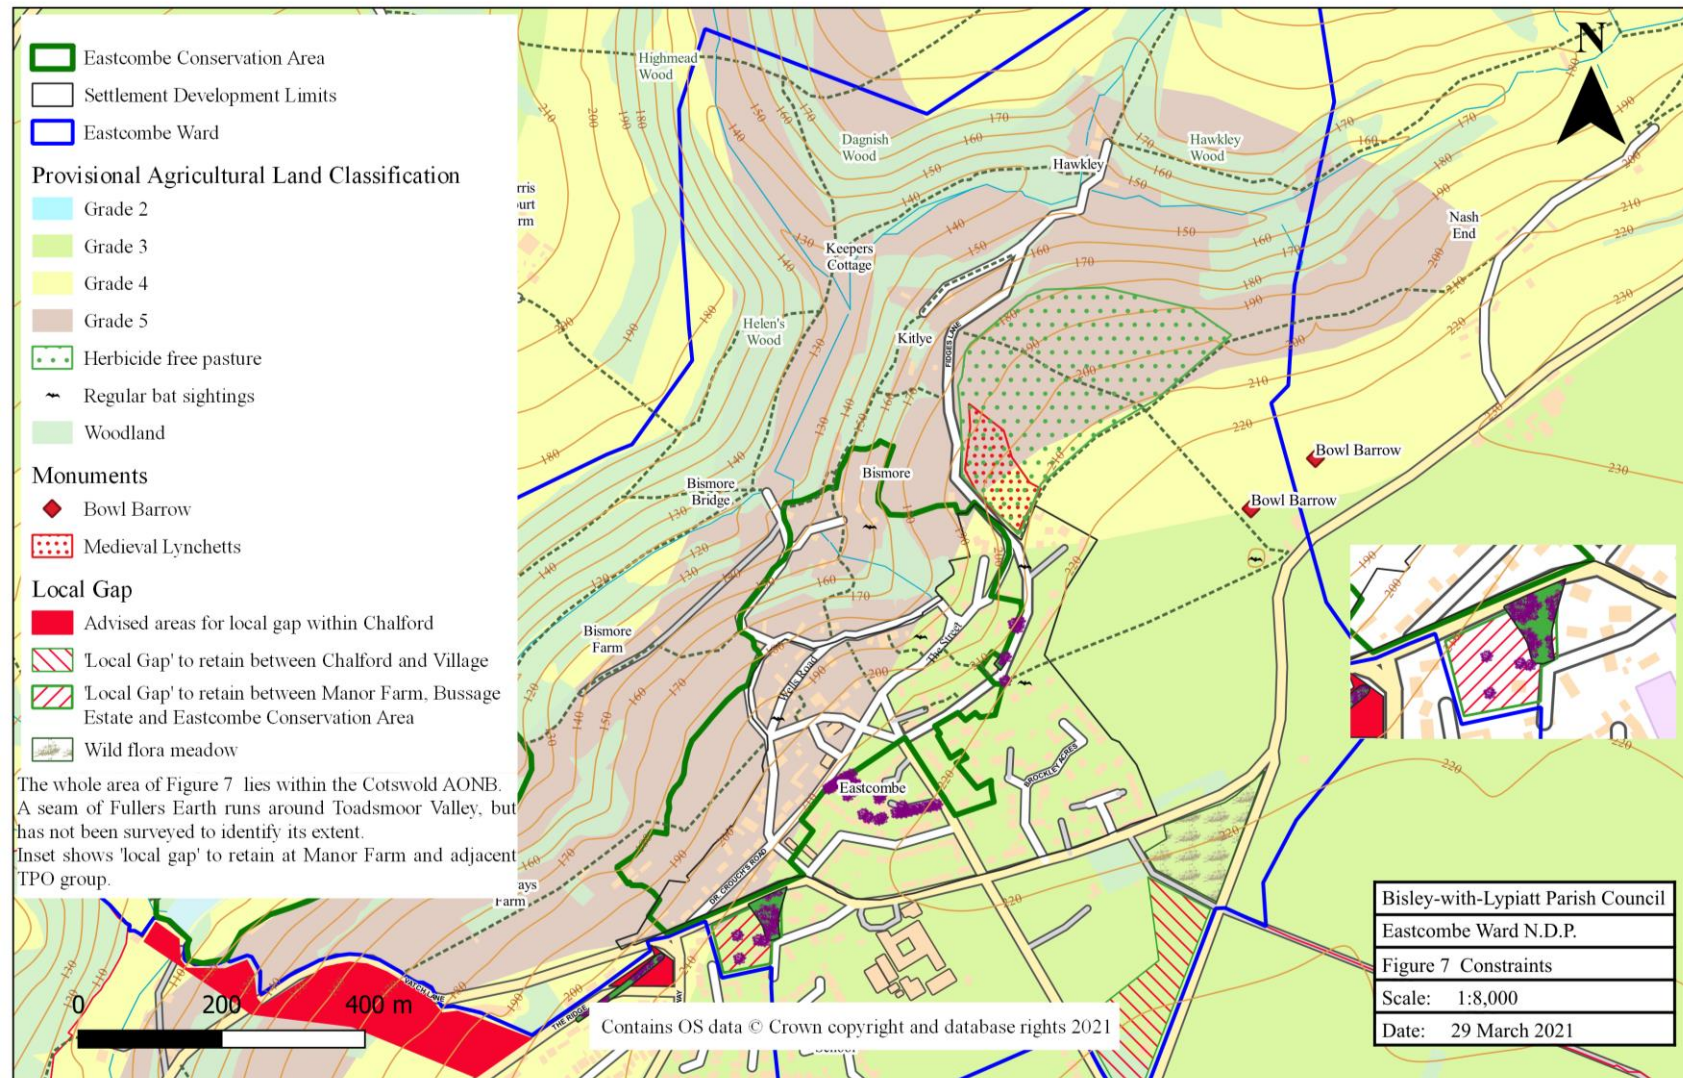 Eastcombe Conservation Area
Settlement Development Limits
Eastcombe Ward
Provisional Agricultural Land Classification
Grade 2
Grade 3
Grade 4
Grade 5
Herbicide free pasture
Regular bat sightings
Woodland
Monuments
Bowl Barrow
Medieval Lynchetts
Local Gap
Advised areas for local gap within Chalford
'Local Gap' to retain between Chalford and Village
'Local Gap' to retain between Manor Farm, Bussage
Estate and Eastcombe Conservation Area
Wild flora meadow
The whole area of Figure 7 lies within the Cotswold AONB.
A seam of Fullers Earth runs around Toadsmoor Valley, but
has not been surveyed to identify its extent.
Inset shows 'local gap' to retain at Manor Farm and adjacent
TPO group.
N
Highmead
Wood
Dagnish
Wood
Hawkley
Hawkley
Wood
Nash
End
Keepers
Cottage
Helen's
Wood
Kitlye
FIDGES LANE
Bowl Barrow
Bowl Barrow
Bismore
Bismore
Bridge
Bismore
Farm
The Street
Wells Road
Eastcombe
BROCKLEY ACRES
DR. CROUCH'S ROAD
Farm
VATCH LANE
THE RIDGE
0 200 400 m
Contains OS data © Crown copyright and database rights 2021
Bisley-with-Lypiatt Parish Council
Eastcombe Ward N.D.P.
Figure 7 Constraints
Scale: 1:8,000
Date: 29 March 2021